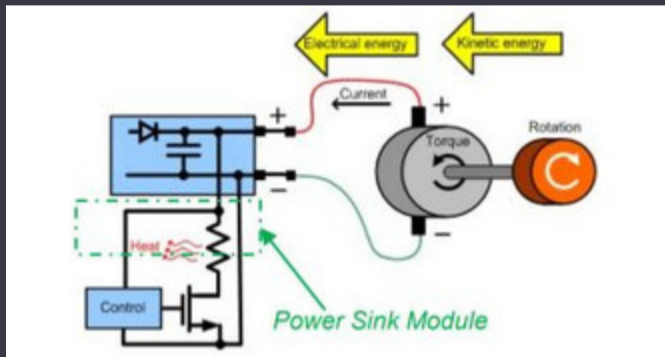 Electrical energy
Kinetic energy
Current
+
+
Rotation
Torque
−
−
Heat
Control
Power Sink Module